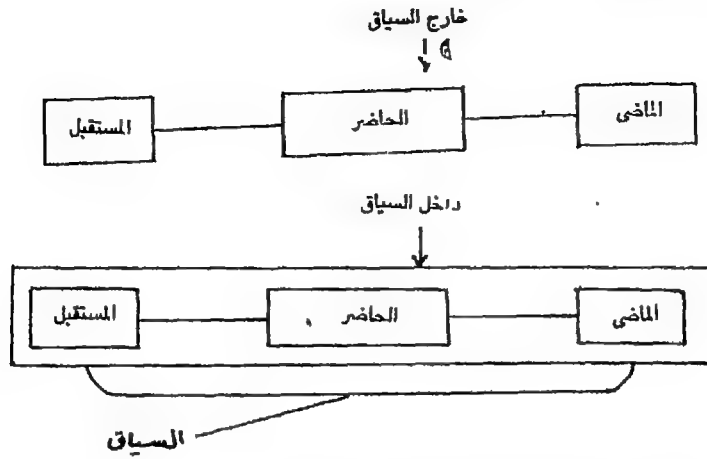 خارج السياق
الماضى
الحاضر
المستقبل
داخل السياق
الماضى
الحاضر
المستقبل
السياق